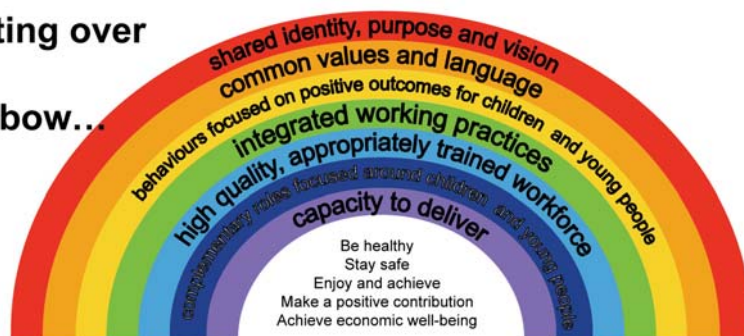 ting over
bow...
shared identity, purpose and vision
common values and language
behaviours focused on positive outcomes for children and young people
integrated working practices
high quality, appropriately trained workforce
complementary roles focused around children and young people
capacity to deliver
Be healthy
Stay safe
Enjoy and achieve
Make a positive contribution
Achieve economic well-being